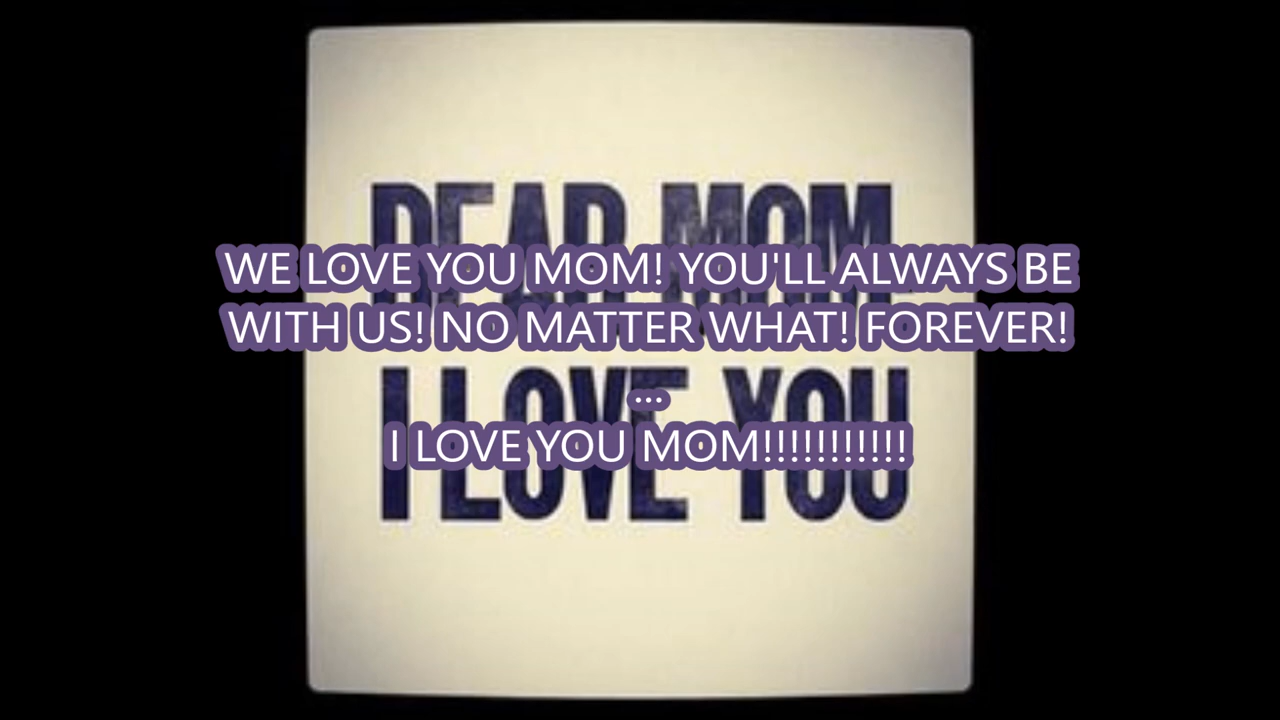 DEAR MOM
WE LOVE YOU MOM! YOU'LL ALWAYS BE
WITH US! NO MATTER WHAT! FOREVER!
...
I LOVE YOU
I LOVE YOU MOM!!!!!!!!!!!